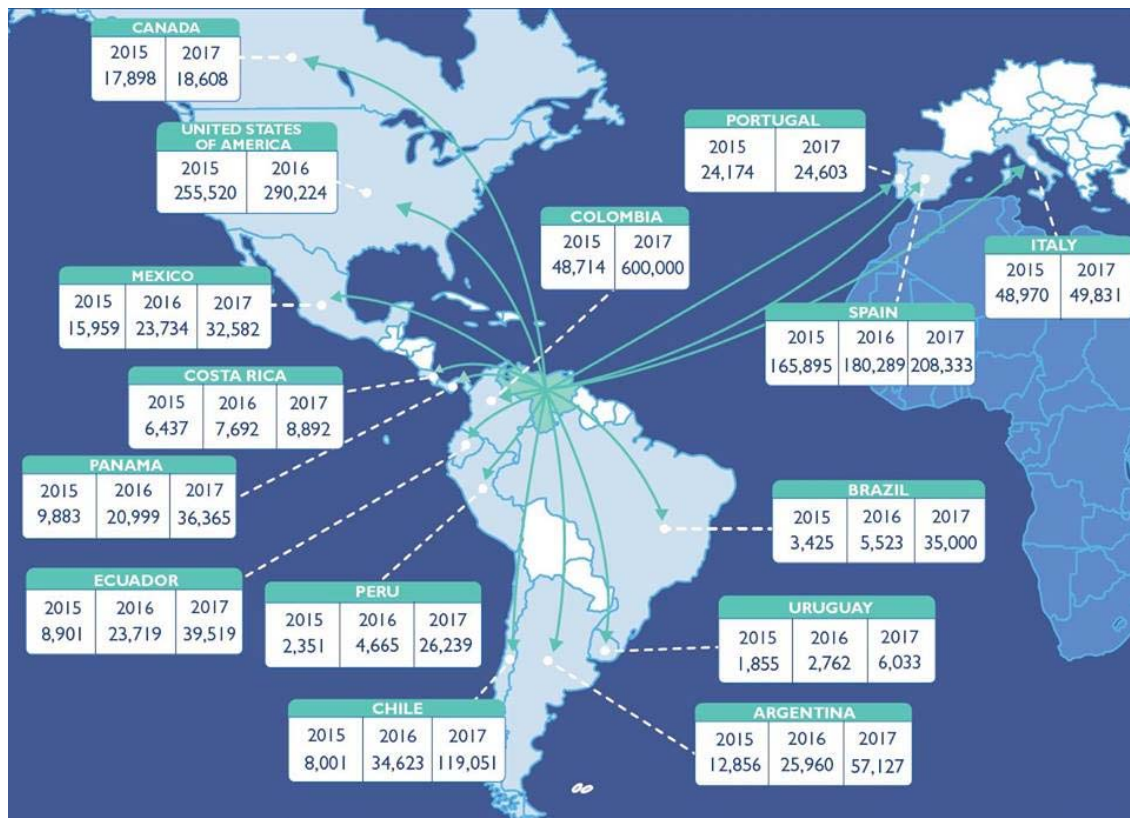 CANADA
2015 2017
17,898 18,608
UNITED STATES
OF AMERICA
2015 2016
255,520 290,224
PORTUGAL
2015 2017
24,174 24,603
COLOMBIA
2015 2017
48,714 600,000
ITALY
2015 2017
48,970 49,831
MEXICO
2015 2016 2017
15,959 23,734 32,582
SPAIN
2015 2016 2017
165,895 180,289 208,333
COSTA RICA
2015 2016 2017
6,437 7,692 8,892
PANAMA
2015 2016 2017
9,883 20,999 36,365
BRAZIL
2015 2016 2017
3,425 5,523 35,000
ECUADOR
2015 2016 2017
8,901 23,719 39,519
PERU
2015 2016 2017
2,351 4,665 26,239
URUGUAY
2015 2016 2017
1,855 2,762 6,033
CHILE
2015 2016 2017
8,001 34,623 119,051
ARGENTINA
2015 2016 2017
12,856 25,960 57,127